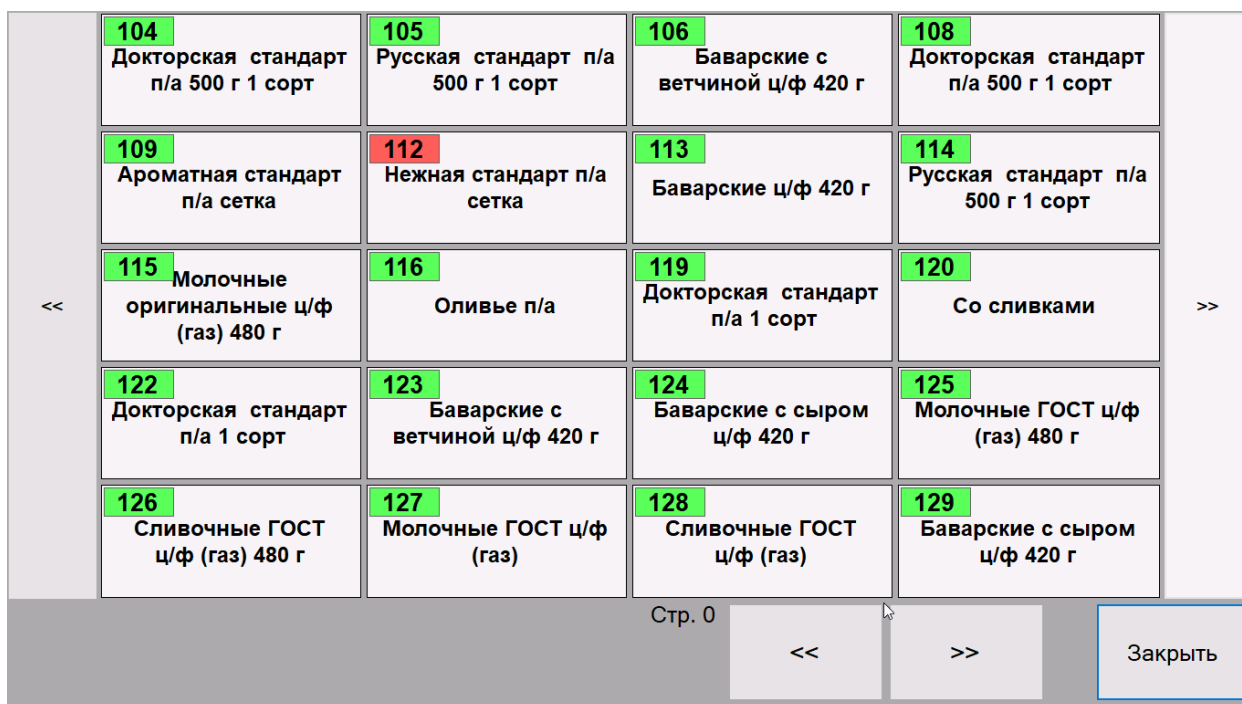 104
Докторская стандарт
п/а 500 г 1 сорт
105
Русская стандарт п/а
500 г 1 сорт
106
Баварские с
ветчиной ц/ф 420 г
108
Докторская стандарт
п/а 500 г 1 сорт
109
Ароматная стандарт
п/а сетка
112
Нежная стандарт п/а
сетка
113
Баварские ц/ф 420 г
114
Русская стандарт п/а
500 г 1 сорт
<<
115
Молочные
оригинальные ц/ф
(газ) 480 г
116
Оливье п/а
119
Докторская стандарт
п/а 1 сорт
120
Со сливками
>>
122
Докторская стандарт
п/а 1 сорт
123
Баварские с
ветчиной ц/ф 420 г
124
Баварские с сыром
ц/ф 420 г
125
Молочные ГОСТ ц/ф
(газ) 480 г
126
Сливочные ГОСТ
ц/ф (газ) 480 г
127
Молочные ГОСТ ц/ф
(газ)
128
Сливочные ГОСТ
ц/ф (газ)
129
Баварские с сыром
ц/ф 420 г
Стр. 0
<<
>>
Закрыть